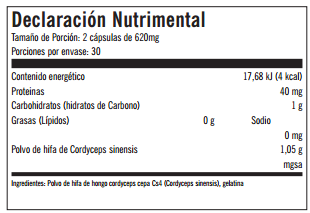 Declaración Nutrimental
Tamaño de Porción: 2 cápsulas de 620mg
Porciones por envase: 30
Contenido energético 17,68 kJ (4 kcal)
Proteinas 40 mg
Carbohidratos (hidratos de Carbono) 1 g
Grasas (Lípidos) 0 g Sodio
0 mg
Polvo de hifa de Cordyceps sinensis 1,05 g
mgsa
Ingredientes: Polvo de hifa de hongo cordyceps cepa Cs4 (Cordyceps sinensis), gelatina